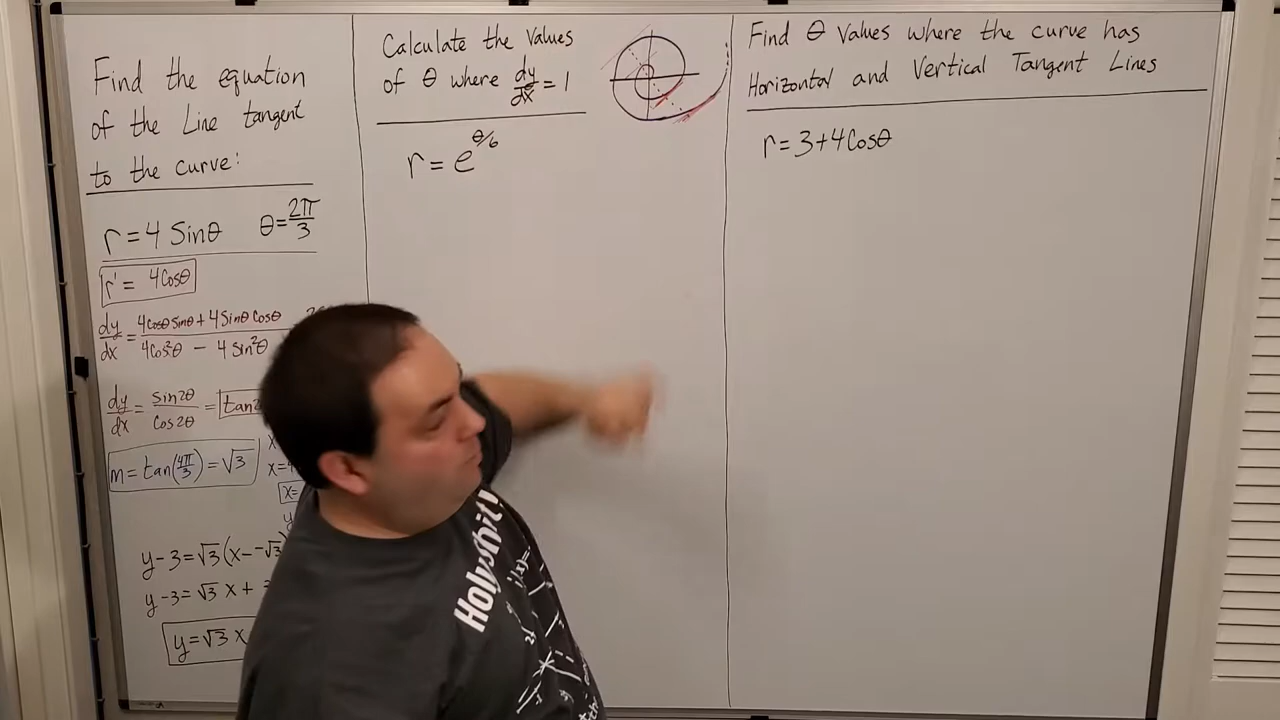 Find the equation
of the Line tangent
to the curve:
r = 4 Sinθ θ = 2π/3
r' = 4Cosθ
dy/dx = 4Cosθ Sinθ + 4 Sinθ Cosθ / 4Cos²θ − 4 Sin²θ
dy/dx = Sin2θ / Cos2θ = tan2
m = tan(4π/3) = √3
y-3 = √3(x--√3)
y-3 = √3 x +
y = √3 x
Calculate the Values
of θ where dy/dx = 1
r = e^θ/6
Find θ Values where the curve has
Horizontal and Vertical Tangent Lines
r = 3+4Cosθ
Holy shift!